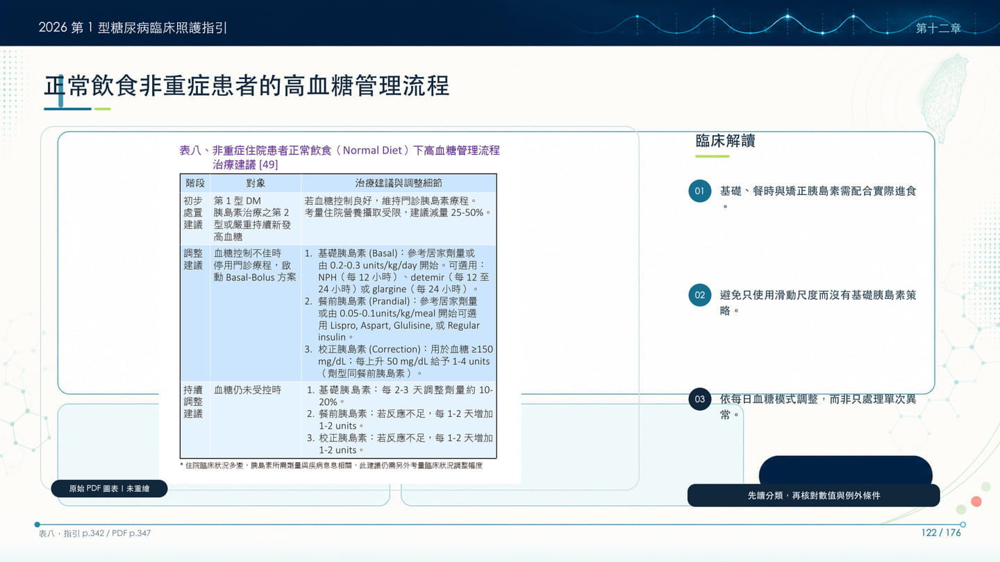 2026 第 1 型糖尿病臨床照護指引
第十二章
正常飲食非重症患者的高血糖管理流程
表八、非重症住院患者正常飲食（Normal Diet）下高血糖管理流程
治療建議 [49]
階段 對象 治療建議與調整細節
初步
處置
建議
第 1 型 DM
胰島素治療之第 2
型或嚴重持續新發
高血糖
若血糖控制良好，維持門診胰島素療程。
考量住院營養攝取受限，建議減量 25-50%。
調整
建議
血糖控制不佳時
停用門診療程，啟
動 Basal-Bolus 方案
1. 基礎胰島素 (Basal)：參考居家劑量或
由 0.2-0.3 units/kg/day 開始。可選用：
NPH（每 12 小時）、detemir（每 12 至
24 小時）或 glargine（每 24 小時）。
2. 餐前胰島素 (Prandial)：參考居家劑量
或由 0.05-0.1units/kg/meal 開始可選
用 Lispro, Aspart, Glulisine, 或 Regular
insulin。
3. 校正胰島素 (Correction)：用於血糖 ≥150
mg/dL；每上升 50 mg/dL 給予 1-4 units
（劑型同餐前胰島素）。
持續
調整
建議
血糖仍未受控時
1. 基礎胰島素：每 2-3 天調整劑量約 10-
20%。
2. 餐前胰島素：若反應不足，每 1-2 天增加
1-2 units。
3. 校正胰島素：若反應不足，每 1-2 天增加
1-2 units。
* 住院臨床狀況多變，胰島素所需劑量與疾病息息相關，此建議仍需另外考量臨床狀況調整幅度
原始 PDF 圖表｜未重繪
臨床解讀
01 基礎、餐時與矯正胰島素需配合實際進食
。
02 避免只使用滑動尺度而沒有基礎胰島素策
略。
03 依每日血糖模式調整，而非只處理單次異
常。
先讀分類，再核對數值與例外條件
表八・指引 p.342 / PDF p.347
122 / 176